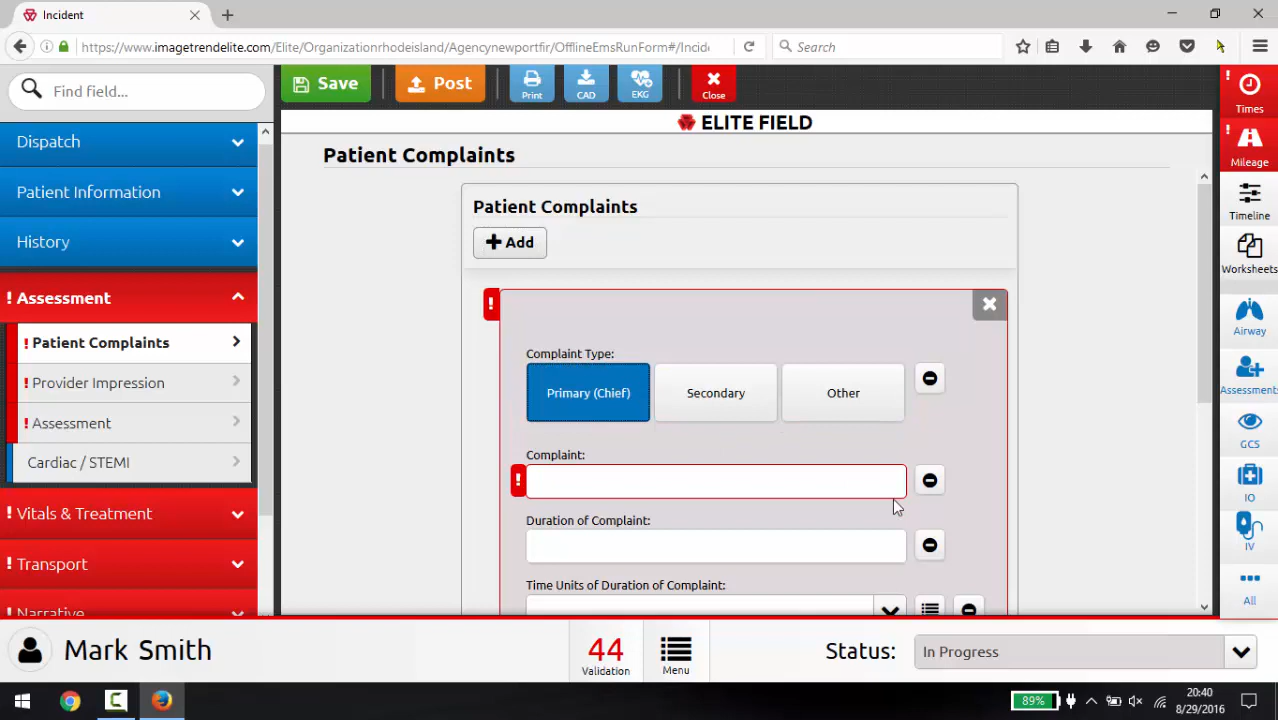 Incident
https://www.imagetrendelite.com/Elite/Organizationrhodeisland/Agencynewportfir/OfflineEmsRunForm#/Incide
Search
Find field...
Save
Post
Print
CAD
EKG
Close
Times
Mileage
Timeline
Worksheets
Airway
Assessments
GCS
IO
IV
All
ELITE FIELD
Dispatch
Patient Information
History
! Assessment
! Patient Complaints
! Provider Impression
! Assessment
Cardiac / STEMI
! Vitals & Treatment
! Transport
! Narrative
Patient Complaints
Patient Complaints
+ Add
!
Complaint Type:
Primary (Chief)
Secondary
Other
Complaint:
!
Duration of Complaint:
Time Units of Duration of Complaint:
Mark Smith
44
Validation
Menu
Status:
In Progress
89%
20:40
8/29/2016